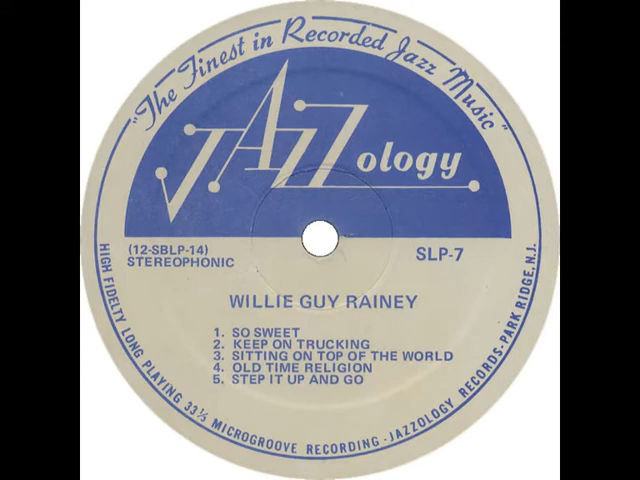 "The Finest in Recorded Jazz Music"
JAZZology
(12-SBLP-14)
STEREOPHONIC
SLP-7
WILLIE GUY RAINEY
1. SO SWEET
2. KEEP ON TRUCKING
3. SITTING ON TOP OF THE WORLD
4. OLD TIME RELIGION
5. STEP IT UP AND GO
HIGH FIDELTY LONG PLAYING 33⅓ MICROGROOVE RECORDING - JAZZOLOGY RECORDS - PARK RIDGE, N.J.